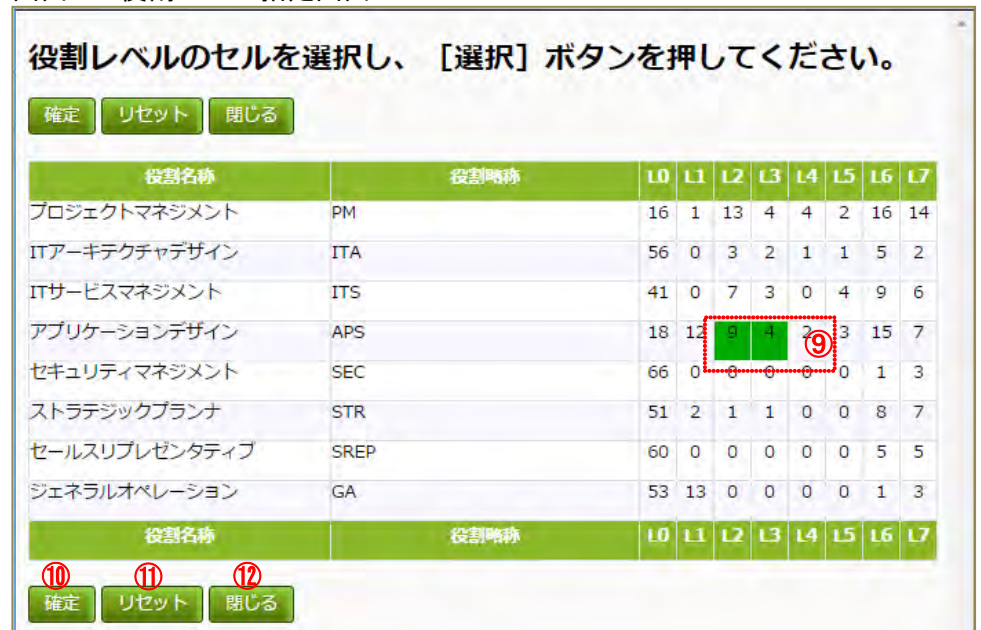 役割レベルのセルを選択し、［選択］ボタンを押してください。
確定 リセット 閉じる
役割名称 役割略称 L0 L1 L2 L3 L4 L5 L6 L7
プロジェクトマネジメント PM 16 1 13 4 4 2 16 14
ITアーキテクチャデザイン ITA 56 0 3 2 1 1 5 2
ITサービスマネジメント ITS 41 0 7 3 0 4 9 6
アプリケーションデザイン APS 18 12 9 4 2 3 15 7
⑨
セキュリティマネジメント SEC 66 0 0 0 0 0 1 3
ストラテジックプランナ STR 51 2 1 1 0 0 8 7
セールスリプレゼンタティブ SREP 60 0 0 0 0 0 5 5
ジェネラルオペレーション GA 53 13 0 0 0 0 1 3
役割名称 役割略称 L0 L1 L2 L3 L4 L5 L6 L7
⑩ ⑪ ⑫
確定 リセット 閉じる